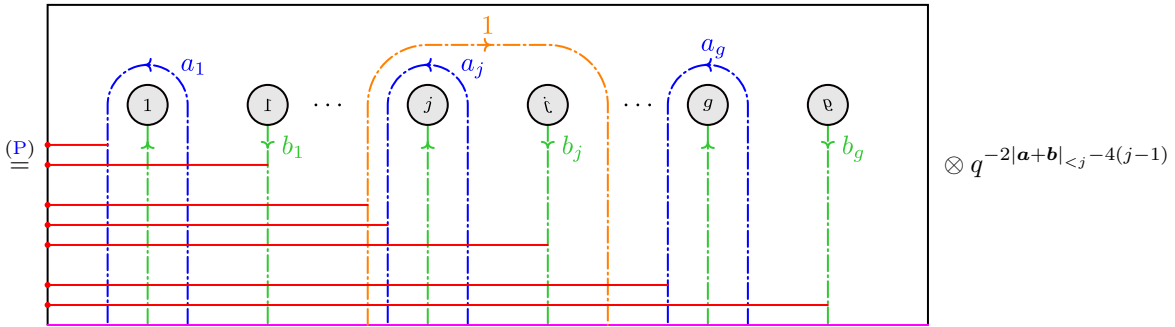 1
a_1 a_j a_g
1 1 ··· j j ··· g g
(P) = b_1 b_j b_g ⊗ q^{-2|𝒂+𝒃|_{<j}-4(j-1)}